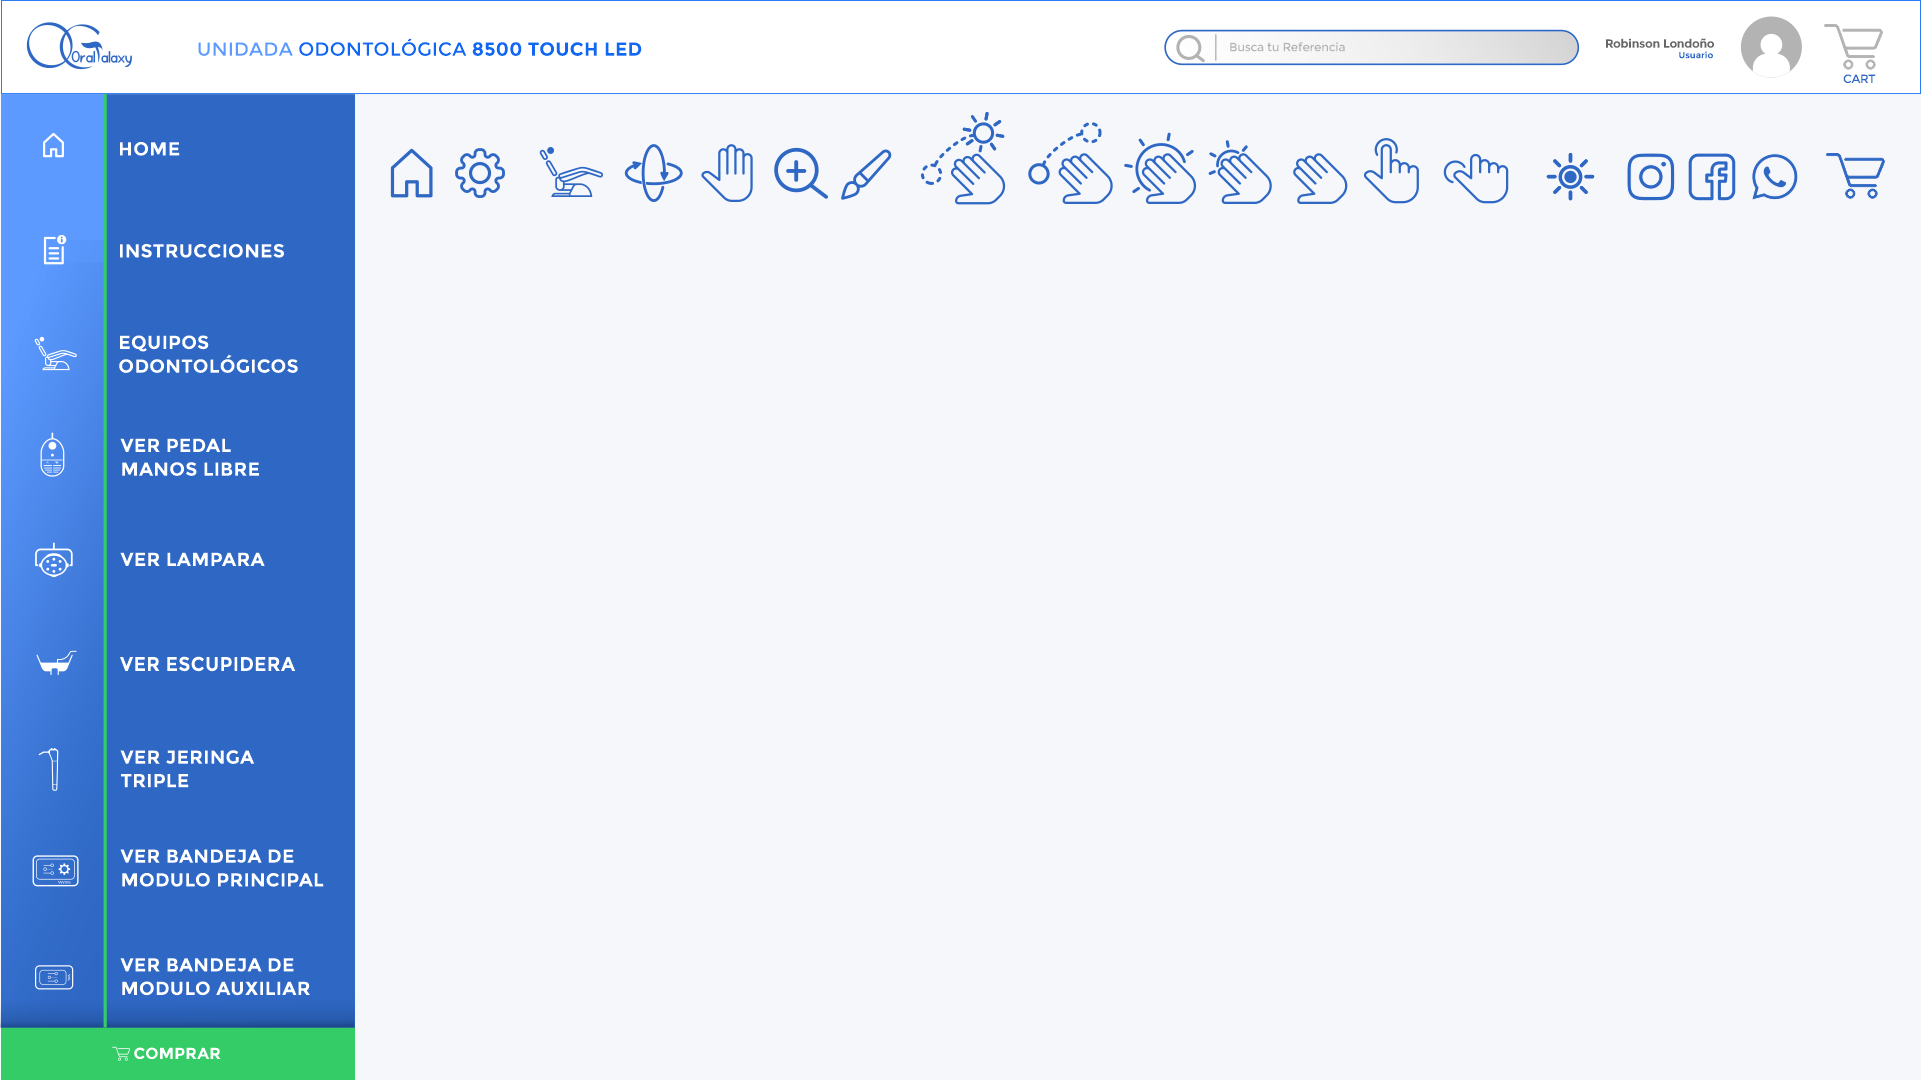 Oral Galaxy
UNIDADA ODONTOLÓGICA 8500 TOUCH LED
Busca tu Referencia
Robinson Londoño
Usuario
CART
HOME
INSTRUCCIONES
EQUIPOS
ODONTOLÓGICOS
VER PEDAL
MANOS LIBRE
VER LAMPARA
VER ESCUPIDERA
VER JERINGA
TRIPLE
VER BANDEJA DE
MODULO PRINCIPAL
VER BANDEJA DE
MODULO AUXILIAR
COMPRAR